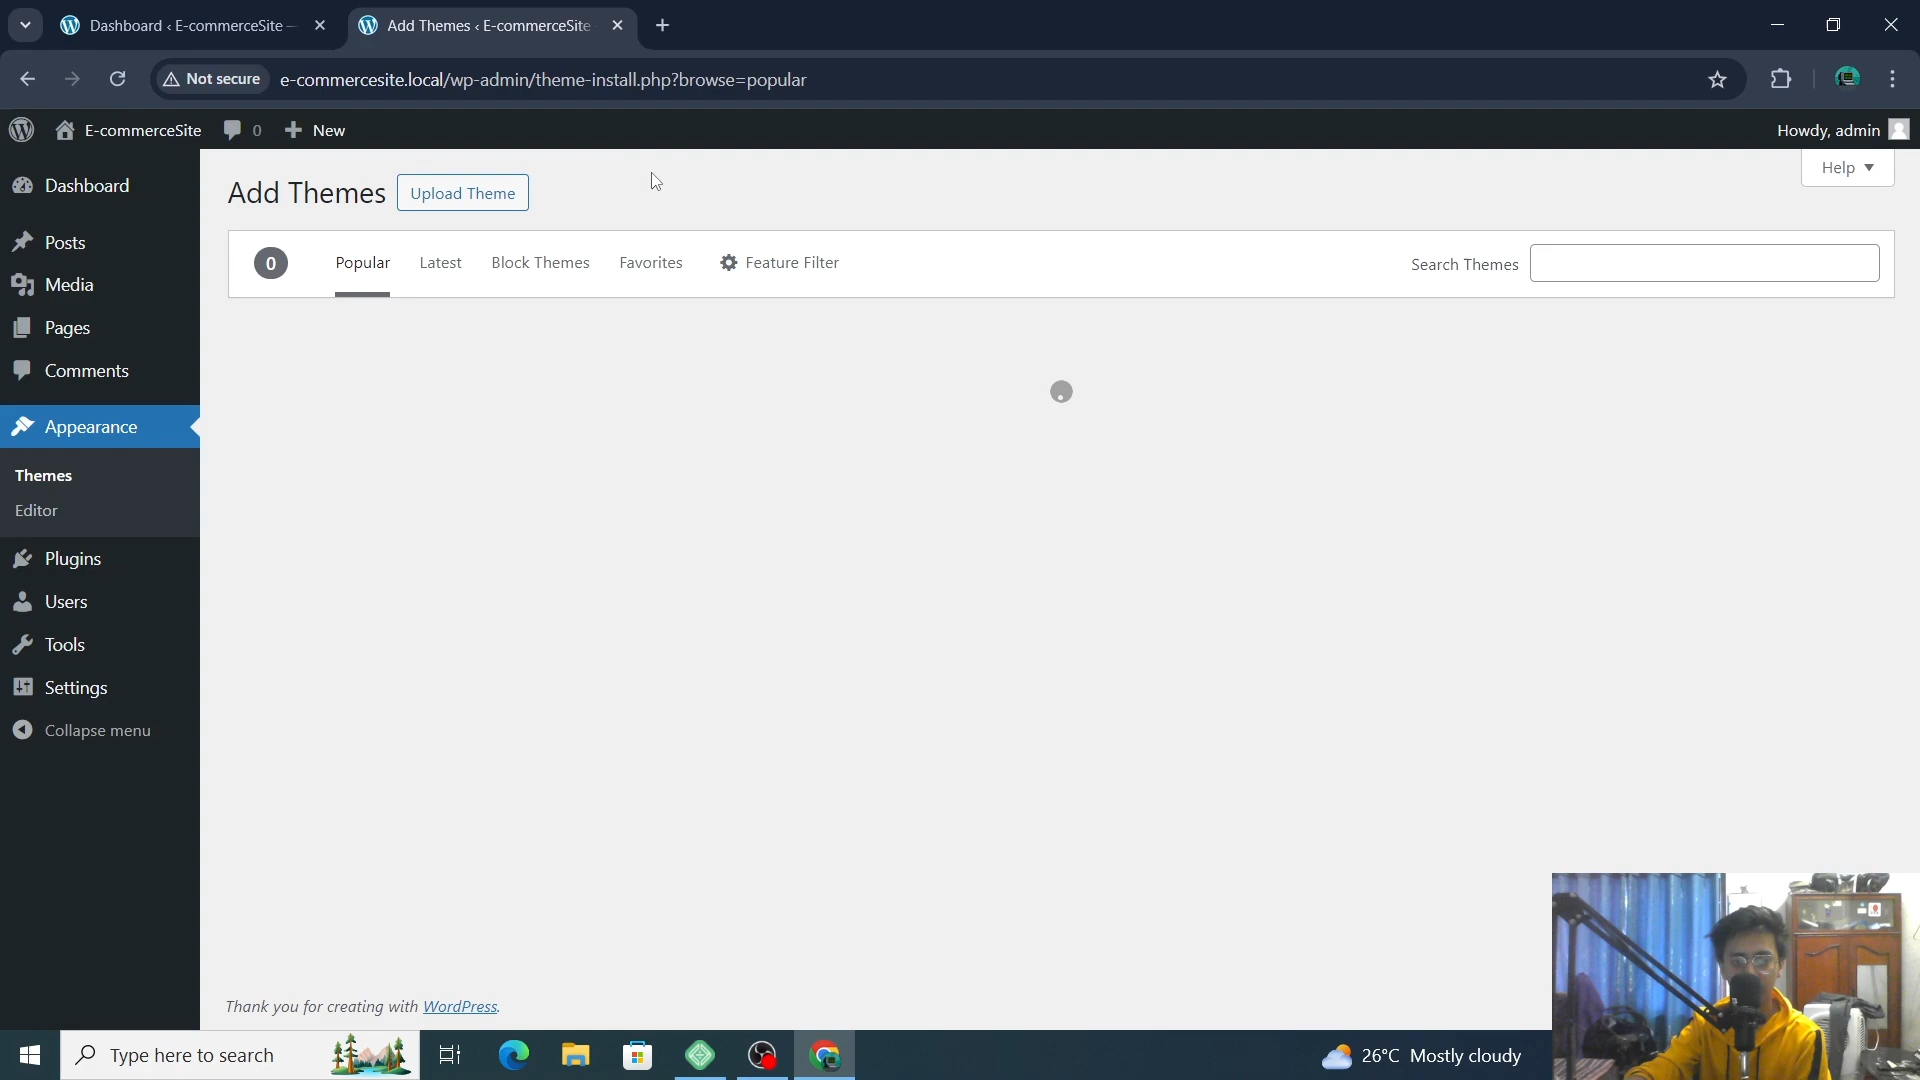 Dashboard ‹ E-commerceSite —
Add Themes ‹ E-commerceSite
Not secure
e-commercesite.local/wp-admin/theme-install.php?browse=popular
E-commerceSite
0
New
Howdy, admin
Help
Dashboard
Posts
Media
Pages
Comments
Appearance
Themes
Editor
Plugins
Users
Tools
Settings
Collapse menu
Add Themes
Upload Theme
0
Popular
Latest
Block Themes
Favorites
Feature Filter
Search Themes
Thank you for creating with WordPress.
Type here to search
26°C Mostly cloudy